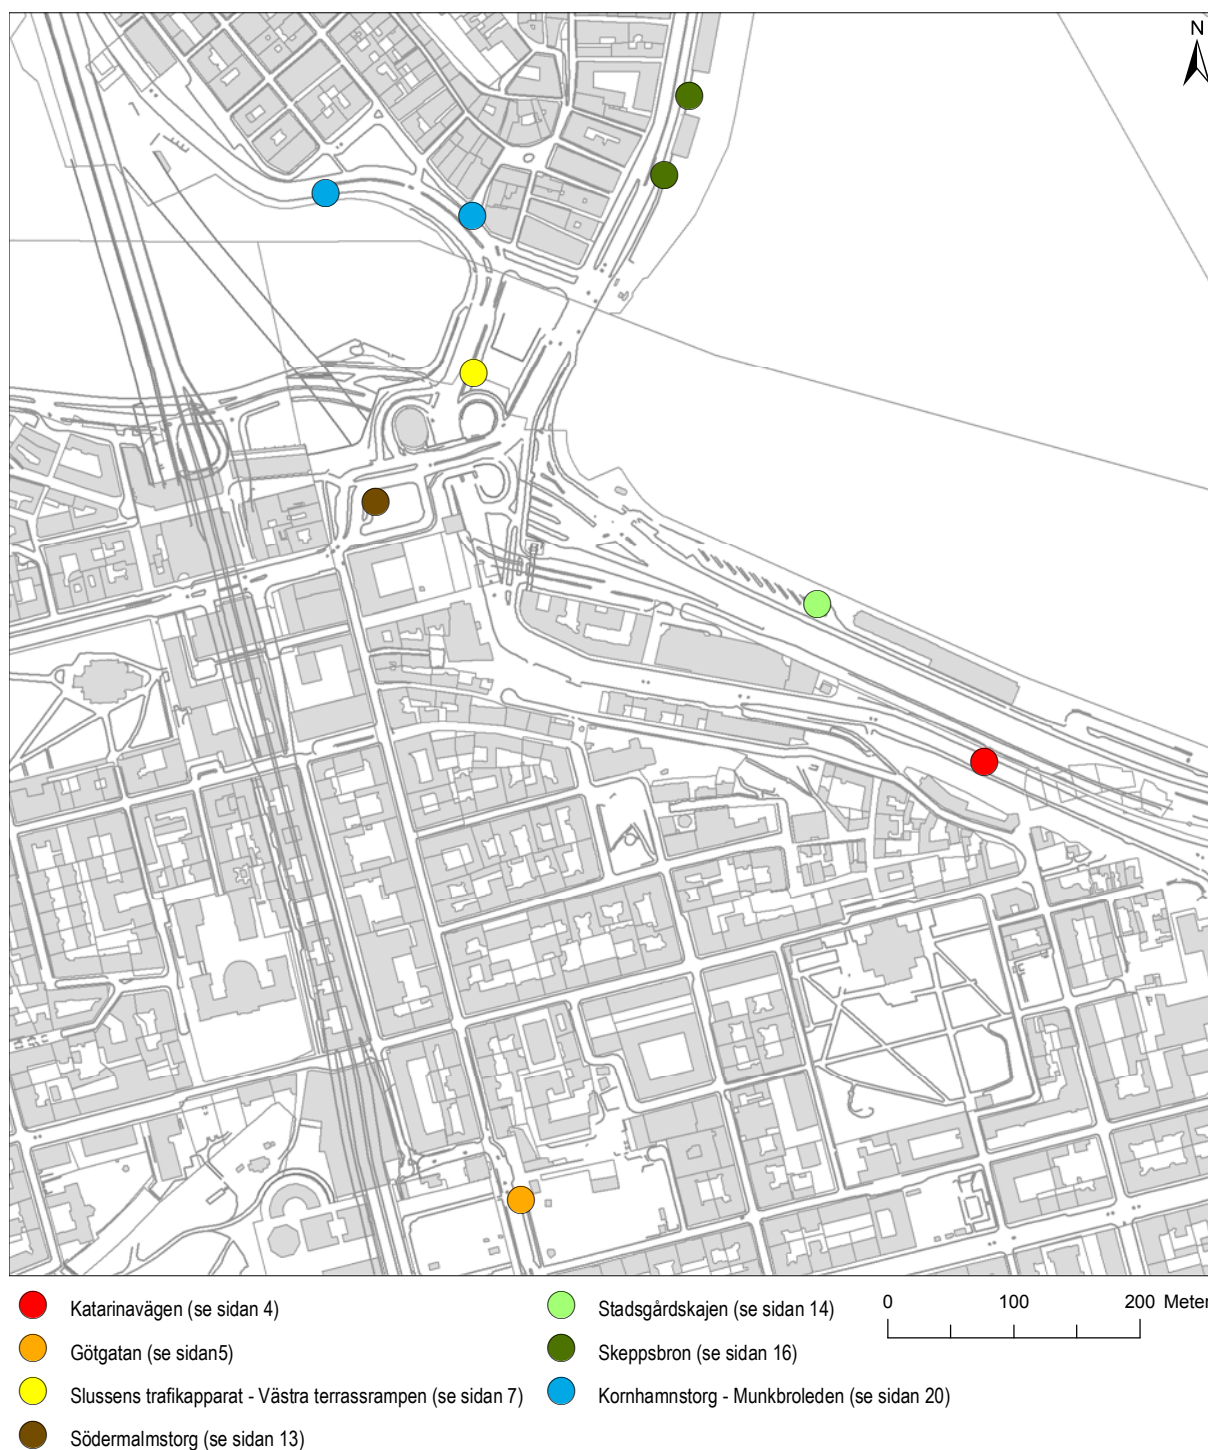 N
Katarinavägen (se sidan 4)
Götgatan (se sidan5)
Slussens trafikapparat - Västra terrassrampen (se sidan 7)
Södermalmstorg (se sidan 13)
Stadsgårdskajen (se sidan 14)
Skeppsbron (se sidan 16)
Kornhamnstorg - Munkbroleden (se sidan 20)
0 100 200 Meter